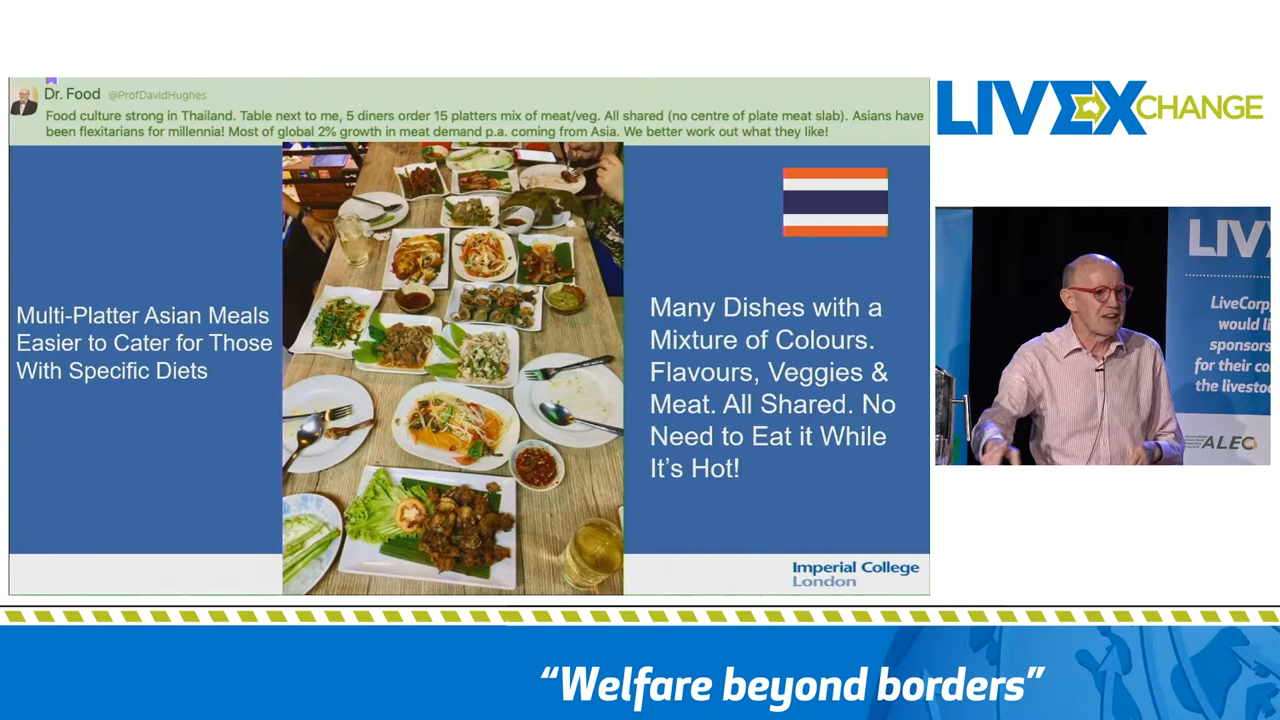 Dr. Food @ProfDavidHughes
Food culture strong in Thailand. Table next to me, 5 diners order 15 platters mix of meat/veg. All shared (no centre of plate meat slab). Asians have
been flexitarians for millennia! Most of global 2% growth in meat demand p.a. coming from Asia. We better work out what they like!
Multi-Platter Asian Meals
Easier to Cater for Those
With Specific Diets
Many Dishes with a
Mixture of Colours.
Flavours, Veggies &
Meat. All Shared. No
Need to Eat it While
It's Hot!
Imperial College
London
LIVEXCHANGE
LIV
LiveCorp
would li
sponsors
for their co
the livesto
ALEC
"Welfare beyond borders"